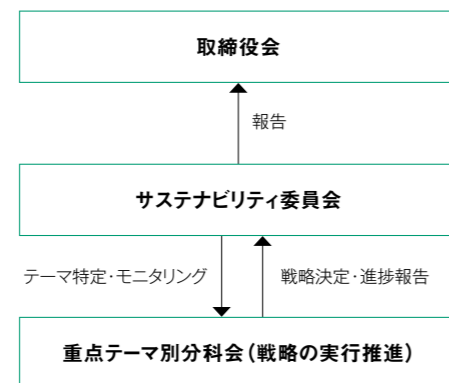 取締役会
報告
サステナビリティ委員会
テーマ特定・モニタリング
戦略決定・進捗報告
重点テーマ別分科会（戦略の実行推進）